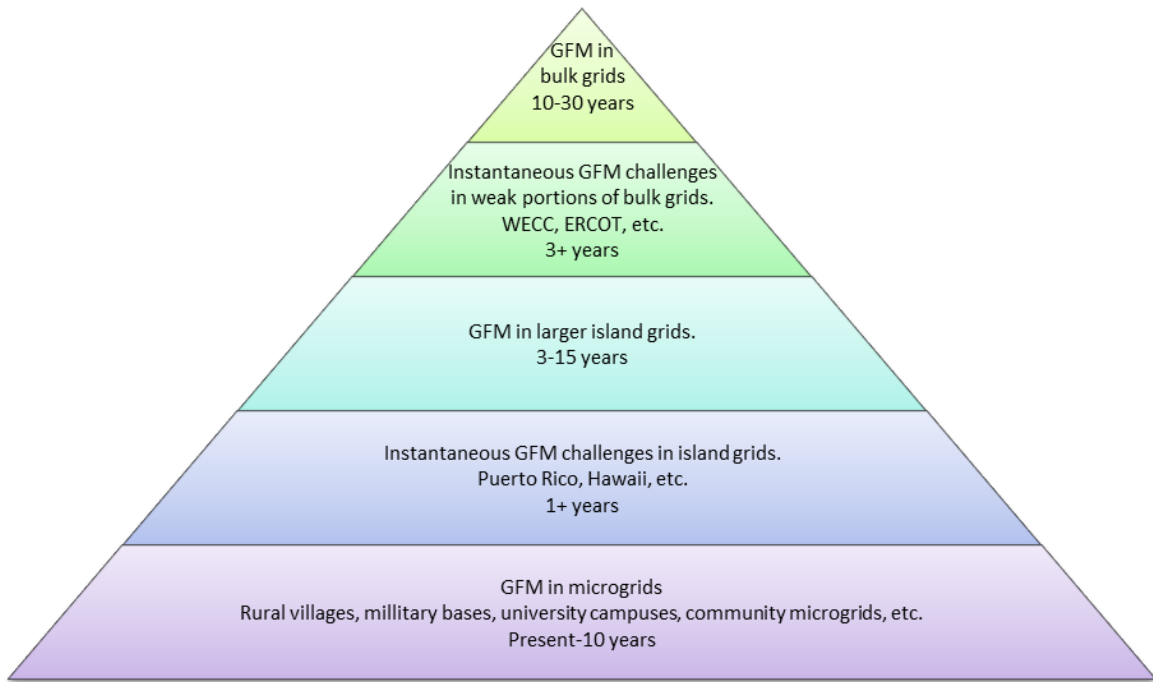 GFM in
bulk grids
10-30 years
Instantaneous GFM challenges
in weak portions of bulk grids.
WECC, ERCOT, etc.
3+ years
GFM in larger island grids.
3-15 years
Instantaneous GFM challenges in island grids.
Puerto Rico, Hawaii, etc.
1+ years
GFM in microgrids
Rural villages, millitary bases, university campuses, community microgrids, etc.
Present-10 years